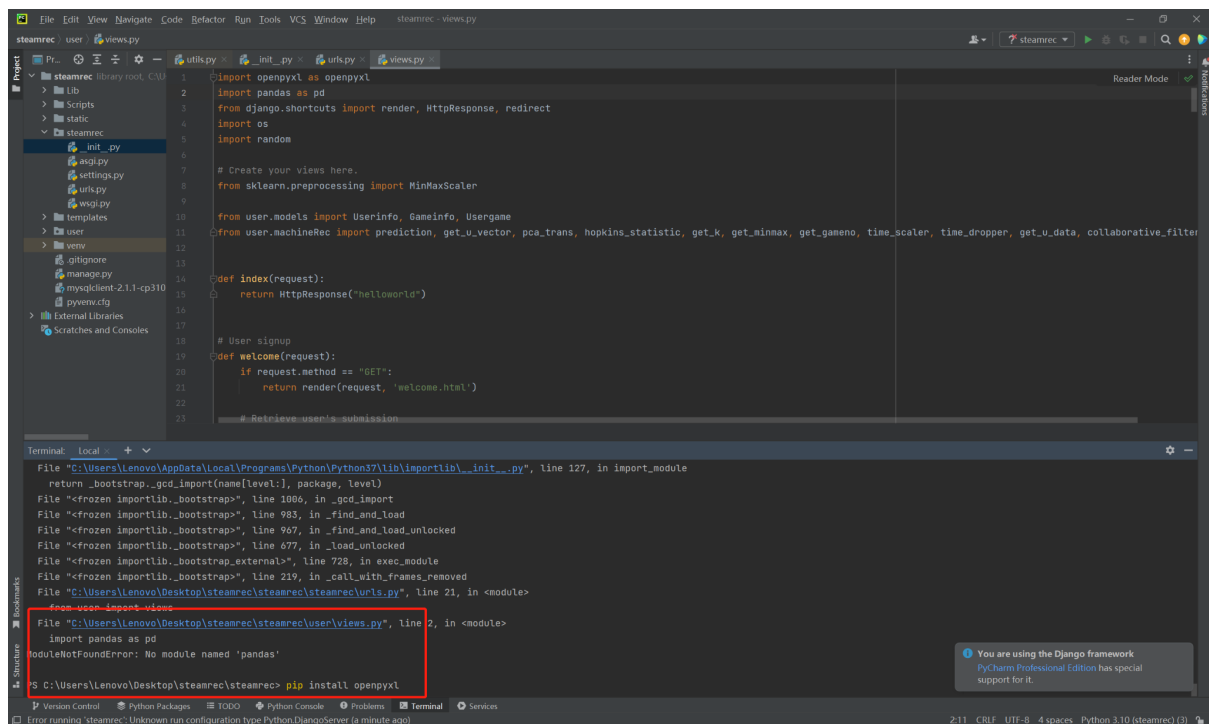 File Edit View Navigate Code Refactor Run Tools VCS Window Help steamrec - views.py
steamrec user views.py
steamrec
Project
Pr...
utils.py
__init__.py
urls.py
views.py
Notifications
steamrec library root, C:\U
Lib
Scripts
static
steamrec
__init__.py
asgi.py
settings.py
urls.py
wsgi.py
templates
user
venv
.gitignore
manage.py
mysqlclient-2.1.1-cp310
pyvenv.cfg
External Libraries
Scratches and Consoles
Reader Mode
1 import openpyxl as openpyxl
2 import pandas as pd
3 from django.shortcuts import render, HttpResponse, redirect
4 import os
5 import random
6
7 # Create your views here.
8 from sklearn.preprocessing import MinMaxScaler
9
10 from user.models import Userinfo, Gameinfo, Usergame
11 from user.machineRec import prediction, get_u_vector, pca_trans, hopkins_statistic, get_k, get_minmax, get_gameno, time_scaler, time_dropper, get_u_data, collaborative_filter
12
13
14 def index(request):
15 return HttpResponse("helloworld")
16
17
18 # User signup
19 def welcome(request):
20 if request.method == "GET":
21 return render(request, 'welcome.html')
22
23 # Retrieve user's submission
Terminal: Local
File "C:\Users\Lenovo\AppData\Local\Programs\Python\Python37\lib\importlib\__init__.py", line 127, in import_module
return _bootstrap._gcd_import(name[level:], package, level)
File "<frozen importlib._bootstrap>", line 1006, in _gcd_import
File "<frozen importlib._bootstrap>", line 983, in _find_and_load
File "<frozen importlib._bootstrap>", line 967, in _find_and_load_unlocked
File "<frozen importlib._bootstrap>", line 677, in _load_unlocked
File "<frozen importlib._bootstrap_external>", line 728, in exec_module
File "<frozen importlib._bootstrap>", line 219, in _call_with_frames_removed
File "C:\Users\Lenovo\Desktop\steamrec\steamrec\steamrec\urls.py", line 21, in <module>
from user import views
File "C:\Users\Lenovo\Desktop\steamrec\steamrec\user\views.py", line 2, in <module>
import pandas as pd
ModuleNotFoundError: No module named 'pandas'
PS C:\Users\Lenovo\Desktop\steamrec\steamrec> pip install openpyxl
Bookmarks
Structure
You are using the Django framework
PyCharm Professional Edition has special
support for it.
Version Control Python Packages TODO Python Console Problems Terminal Services
Error running 'steamrec': Unknown run configuration type Python.DjangoServer (a minute ago)
2:11 CRLF UTF-8 4 spaces Python 3.10 (steamrec) (3)